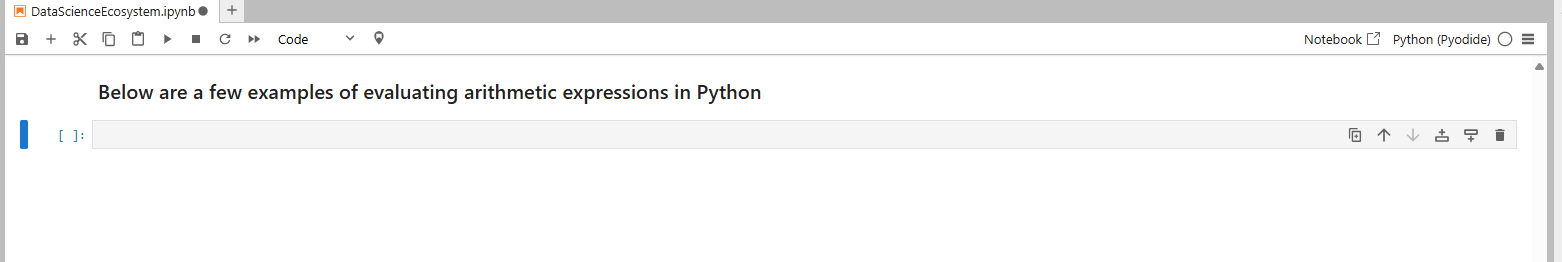 DataScienceEcosystem.ipynb
Code
Notebook
Python (Pyodide)
Below are a few examples of evaluating arithmetic expressions in Python
[ ]: